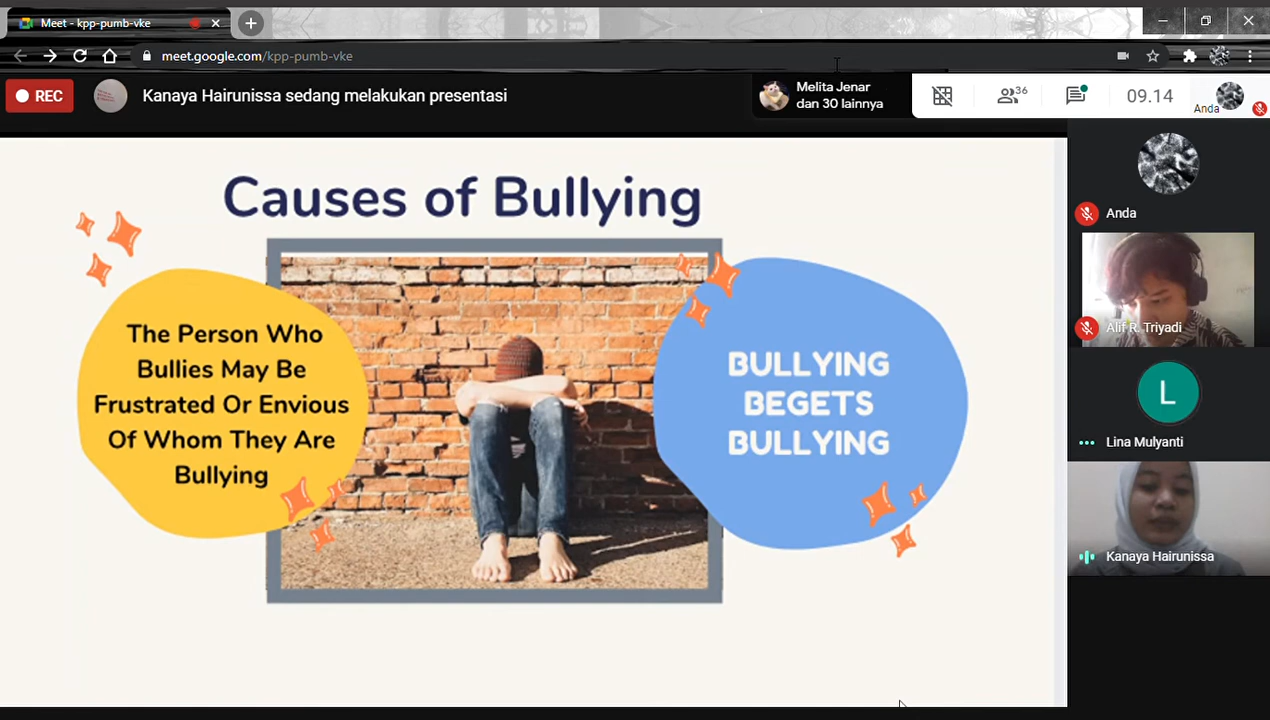 Meet - kpp-pumb-vke
meet.google.com/kpp-pumb-vke
REC
Kanaya Hairunissa sedang melakukan presentasi
Melita Jenar
dan 30 lainnya
36
09.14
Anda
Causes of Bullying
The Person Who
Bullies May Be
Frustrated Or Envious
Of Whom They Are
Bullying
BULLYING
BEGETS
BULLYING
Anda
Alif R. Triyadi
L
Lina Mulyanti
Kanaya Hairunissa